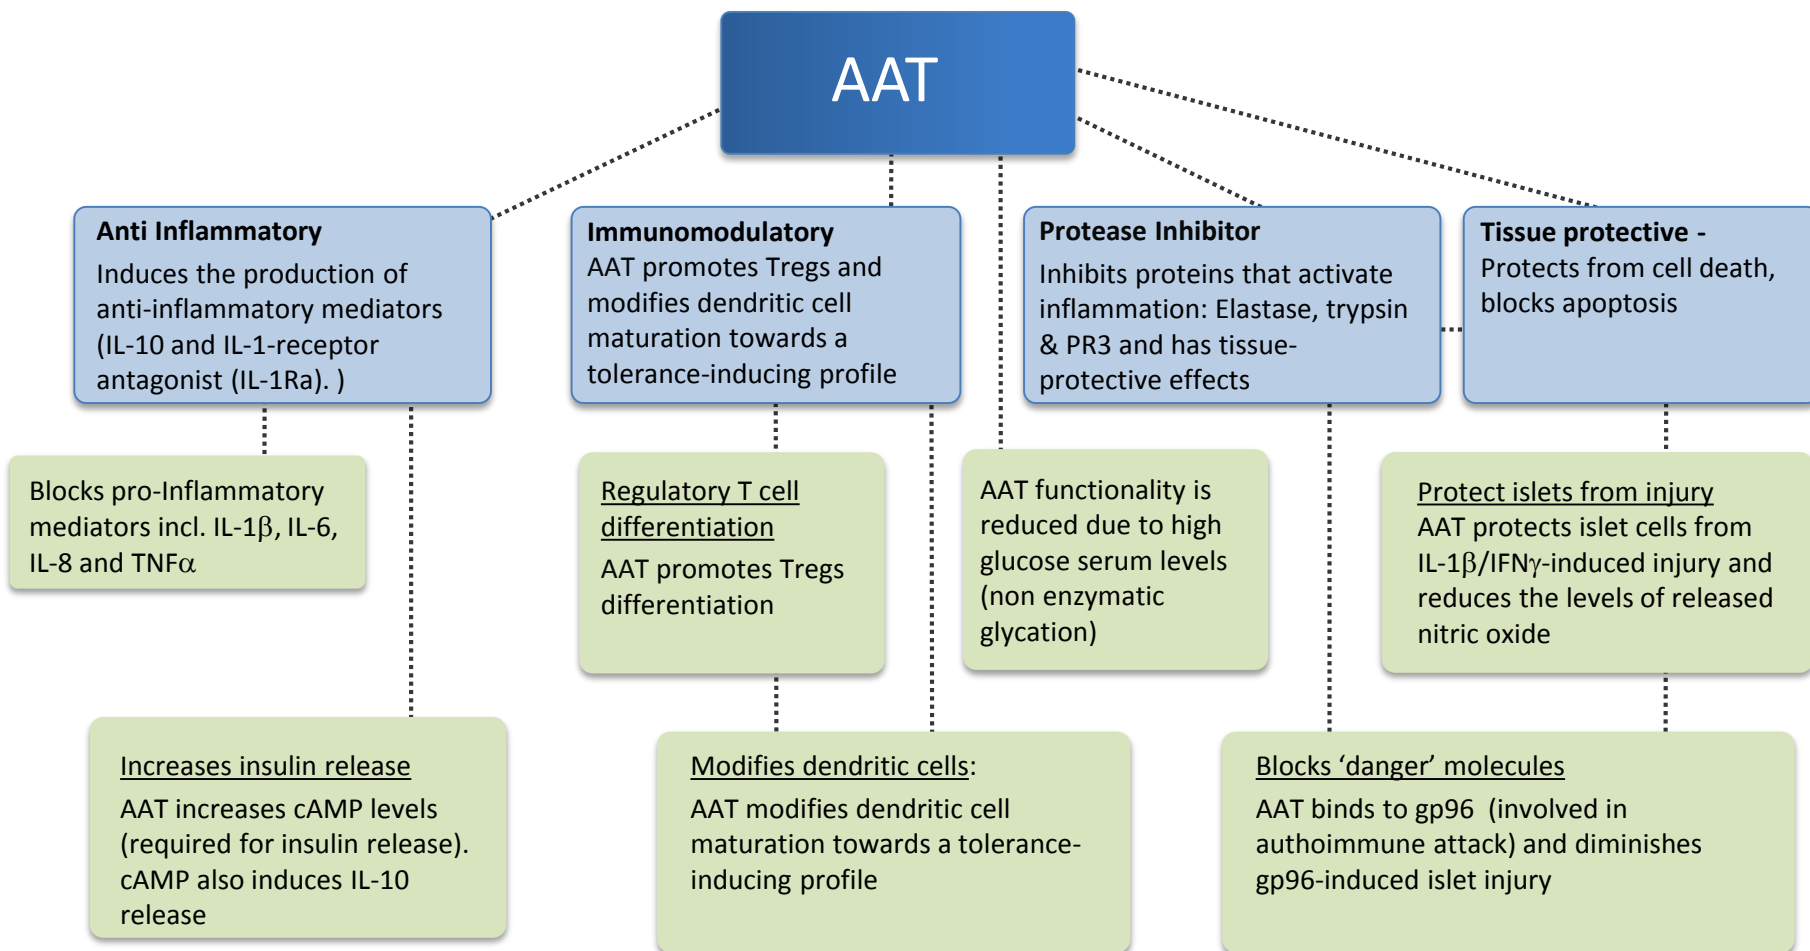 AAT
Anti Inflammatory
Induces the production of
anti-inflammatory mediators
(IL-10 and IL-1-receptor
antagonist (IL-1Ra). )
Immunomodulatory
AAT promotes Tregs and
modifies dendritic cell
maturation towards a
tolerance-inducing profile
Protease Inhibitor
Inhibits proteins that activate
inflammation: Elastase, trypsin
& PR3 and has tissue-
protective effects
Tissue protective -
Protects from cell death,
blocks apoptosis
Blocks pro-Inflammatory
mediators incl. IL-1β, IL-6,
IL-8 and TNFα
Regulatory T cell
differentiation
AAT promotes Tregs
differentiation
AAT functionality is
reduced due to high
glucose serum levels
(non enzymatic
glycation)
Protect islets from injury
AAT protects islet cells from
IL-1β/IFNγ-induced injury and
reduces the levels of released
nitric oxide
Increases insulin release
AAT increases cAMP levels
(required for insulin release).
cAMP also induces IL-10
release
Modifies dendritic cells:
AAT modifies dendritic cell
maturation towards a tolerance-
inducing profile
Blocks ‘danger’ molecules
AAT binds to gp96 (involved in
authoimmune attack) and diminishes
gp96-induced islet injury